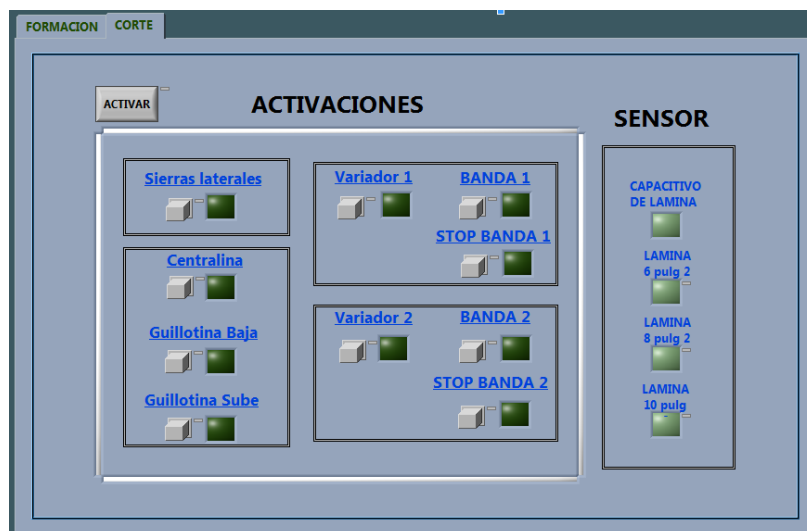 FORMACION
CORTE
ACTIVAR
ACTIVACIONES
Sierras laterales
Centralina
Guillotina Baja
Guillotina Sube
Variador 1
BANDA 1
STOP BANDA 1
Variador 2
BANDA 2
STOP BANDA 2
SENSOR
CAPACITIVO
DE LAMINA
LAMINA
6 pulg 2
LAMINA
8 pulg 2
LAMINA
10 pulg